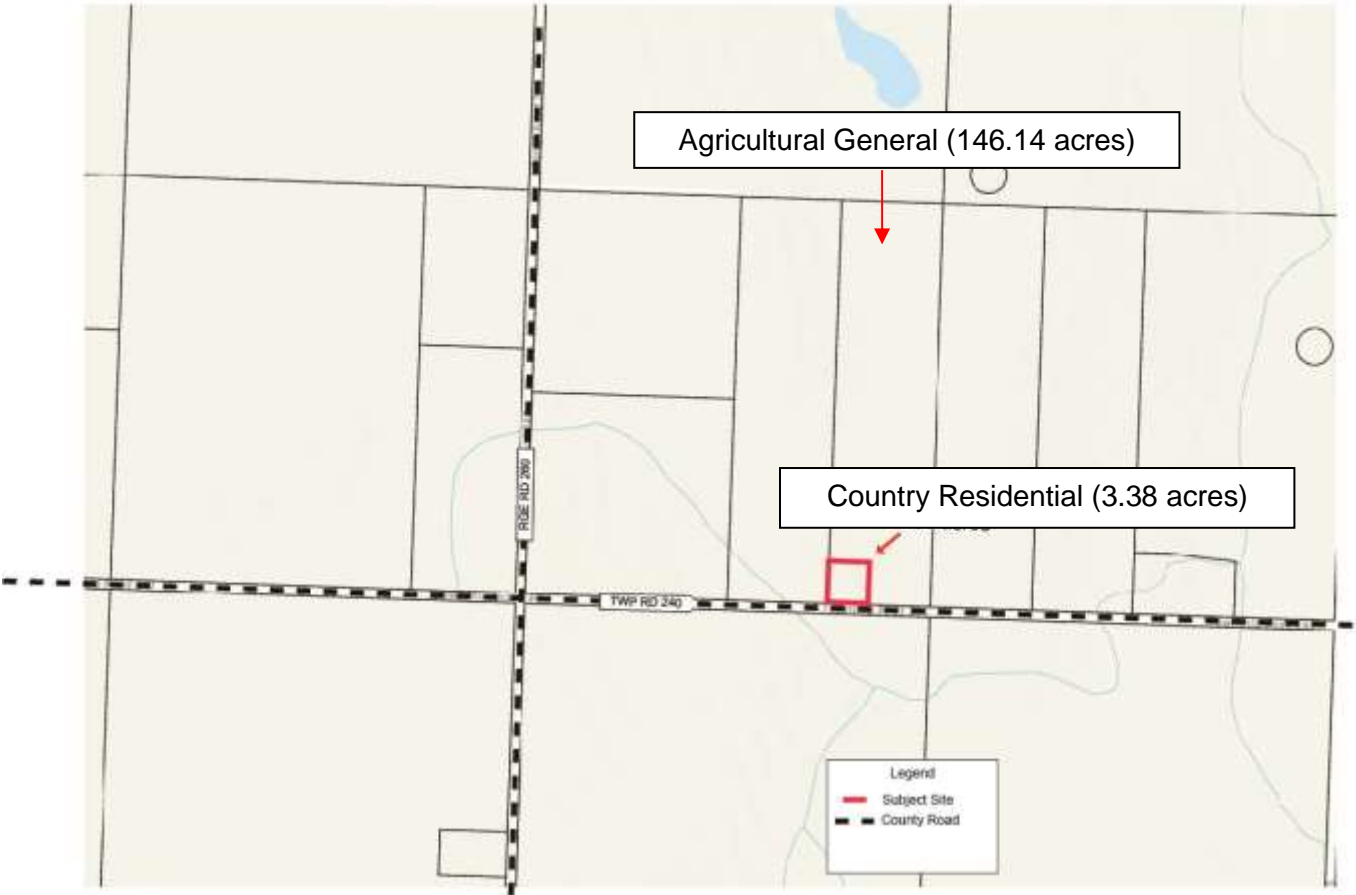 Agricultural General (146.14 acres)
Country Residential (3.38 acres)
RGE RD 280
TWP RD 240
Legend
Subject Site
County Road